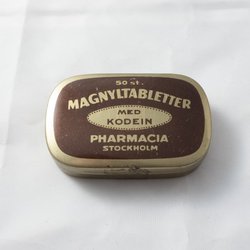 50 st.
MAGNYLTABLETTER
MED
KODEIN
PHARMACIA
STOCKHOLM